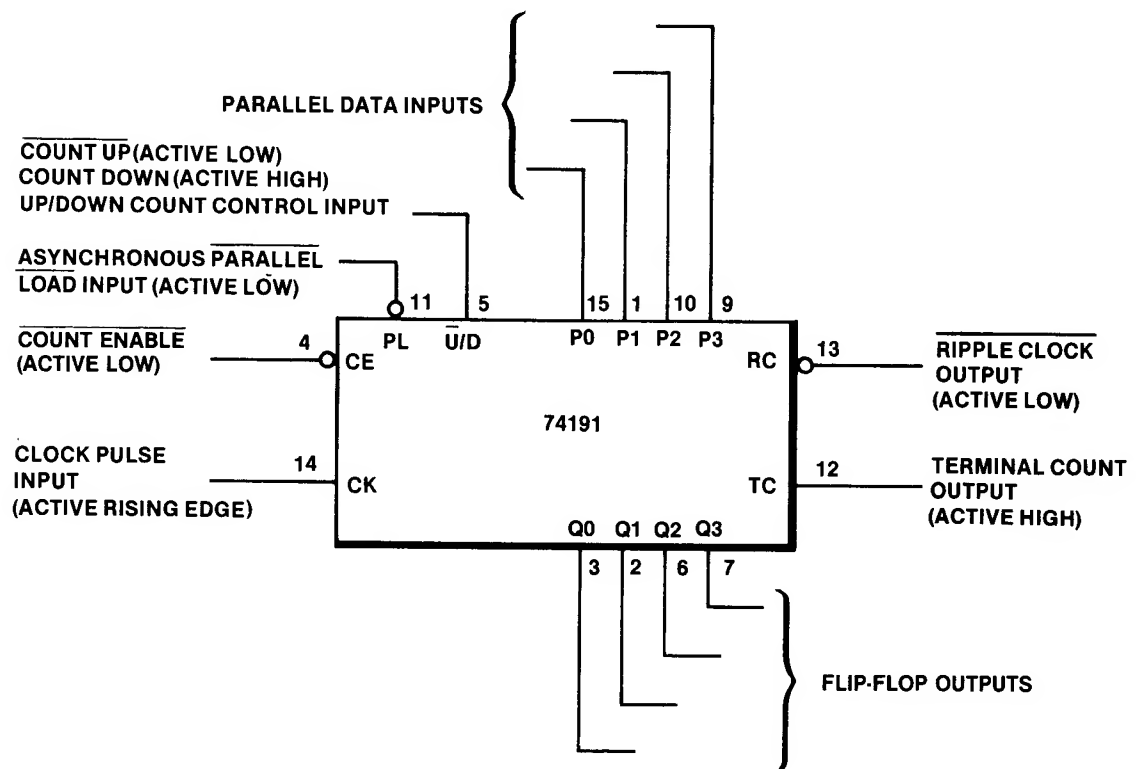 PARALLEL DATA INPUTS
COUNT UP (ACTIVE LOW)
COUNT DOWN (ACTIVE HIGH)
UP/DOWN COUNT CONTROL INPUT
ASYNCHRONOUS PARALLEL
LOAD INPUT (ACTIVE LOW)
11 5 15 1 10 9
PL U̅/D P0 P1 P2 P3
COUNT ENABLE
(ACTIVE LOW)
4
CE
RC
13
RIPPLE CLOCK
OUTPUT
(ACTIVE LOW)
74191
CLOCK PULSE
INPUT
(ACTIVE RISING EDGE)
14
CK
TC
12
TERMINAL COUNT
OUTPUT
(ACTIVE HIGH)
Q0 Q1 Q2 Q3
3 2 6 7
FLIP-FLOP OUTPUTS